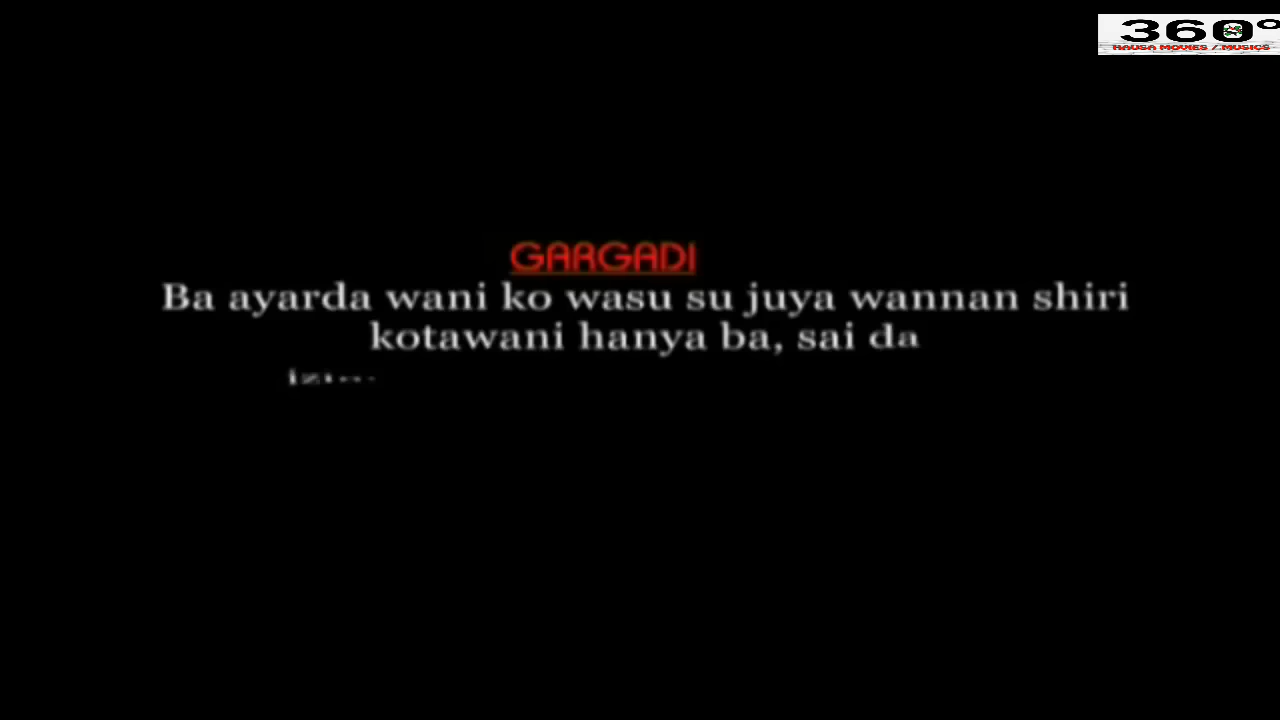 360°
HAUSA MOVIES / MUSICS
GARGADI
Ba ayarda wani ko wasu su juya wannan shiri
kotawani hanya ba, sai da